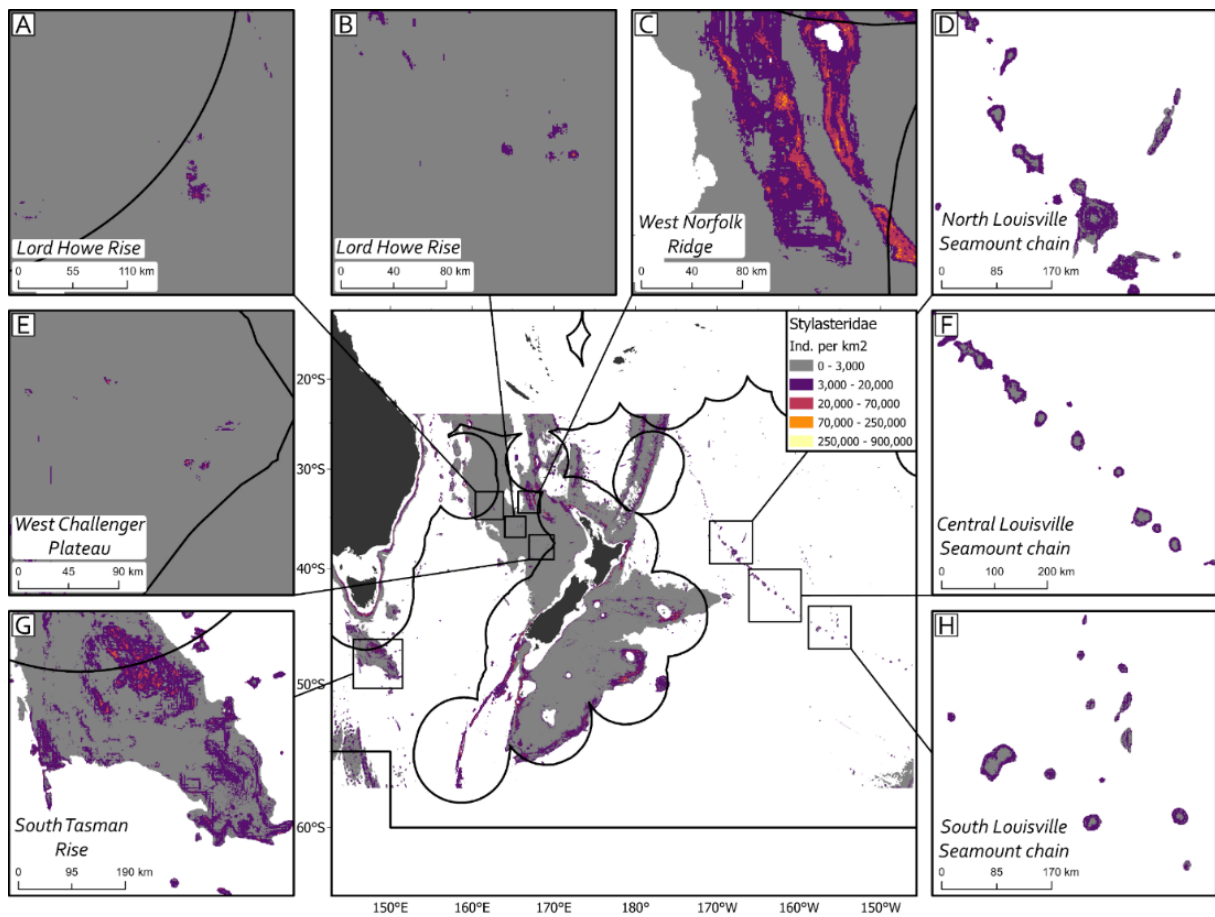 A
Lord Howe Rise
0 55 110 km
B
Lord Howe Rise
0 40 80 km
C
West Norfolk
Ridge
0 40 80 km
D
North Louisville
Seamount chain
0 85 170 km
E
West Challenger
Plateau
0 45 90 km
Stylasteridae
Ind. per km2
0 - 3,000
3,000 - 20,000
20,000 - 70,000
70,000 - 250,000
250,000 - 900,000
20°S
30°S
40°S
50°S
60°S
150°E 160°E 170°E 180° 170°W 160°W 150°W
F
Central Louisville
Seamount chain
0 100 200 km
G
South Tasman
Rise
0 95 190 km
H
South Louisville
Seamount chain
0 85 170 km